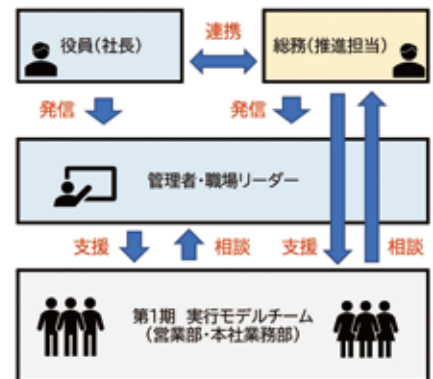 役員(社長)
連携
総務(推進担当)
発信
発信
管理者・職場リーダー
支援
相談
支援
相談
第1期 実行モデルチーム
(営業部・本社業務部)